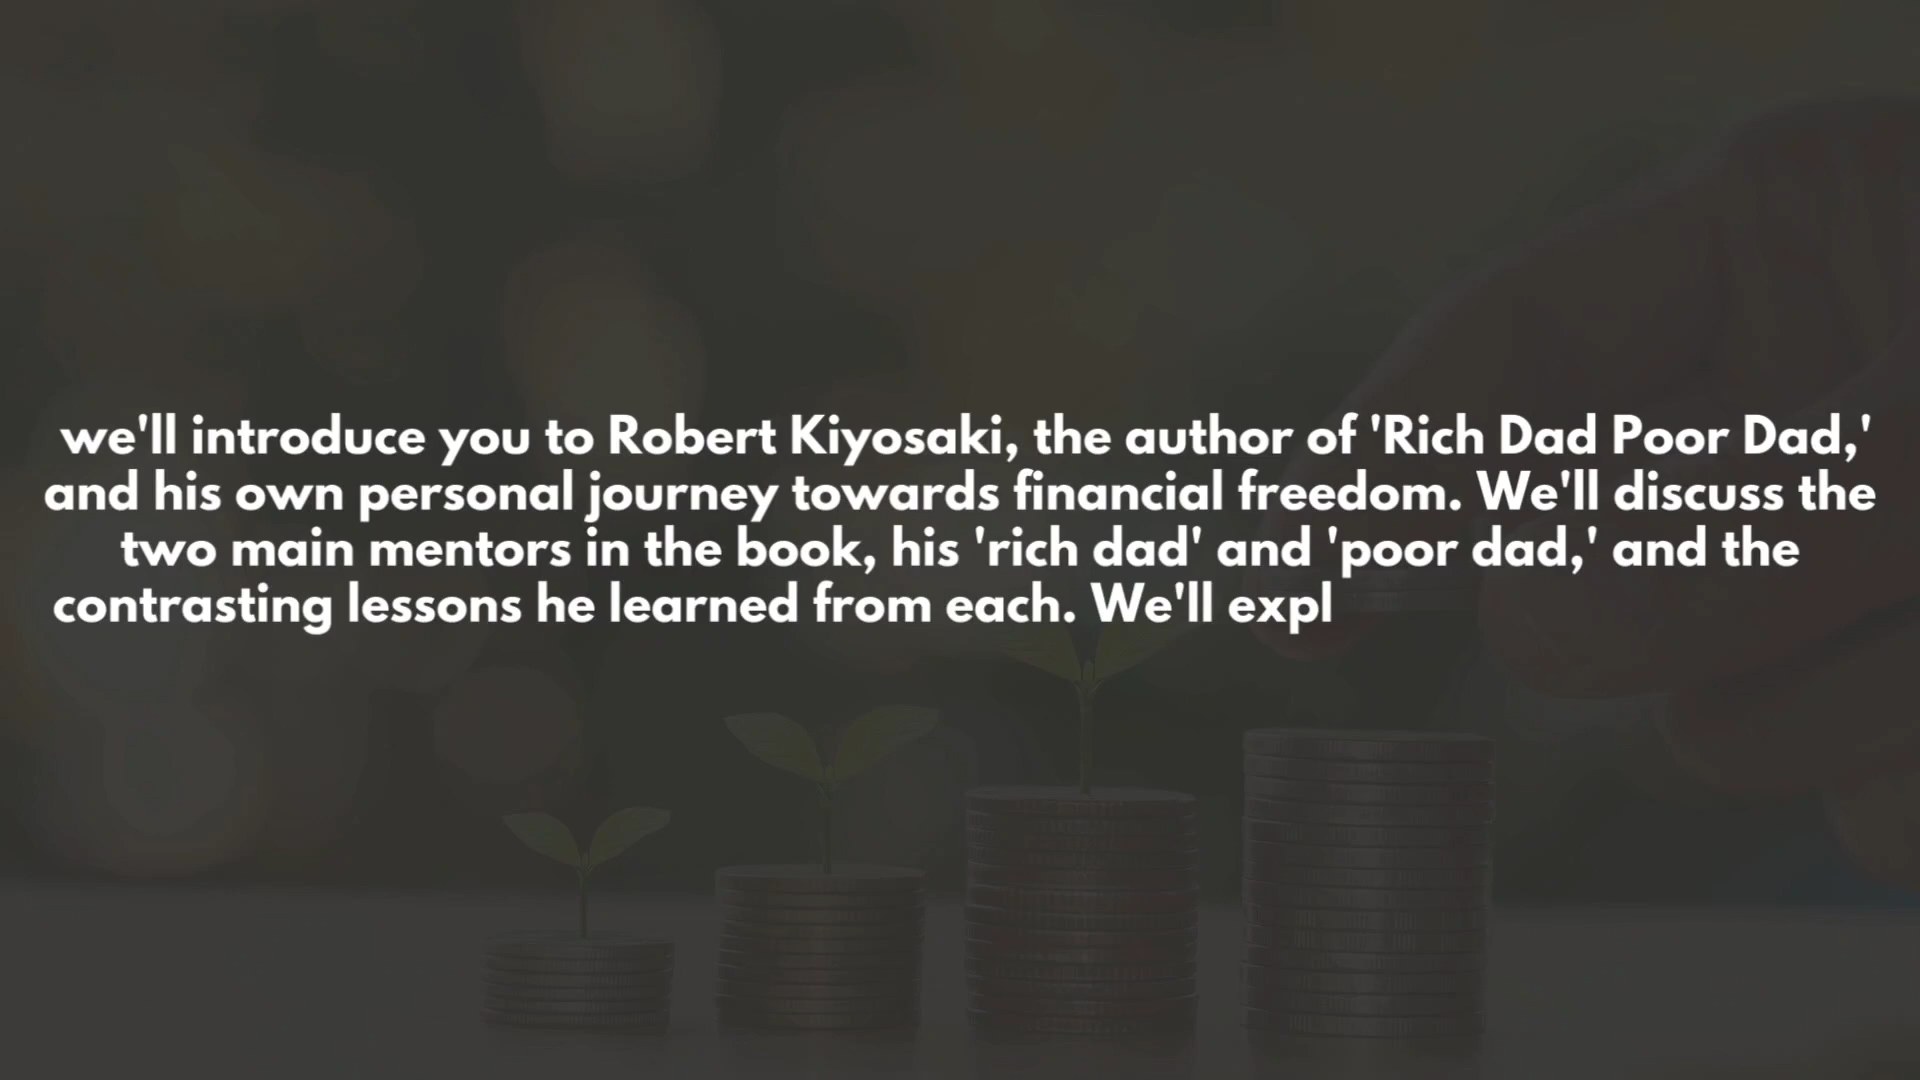 we'll introduce you to Robert Kiyosaki, the author of 'Rich Dad Poor Dad,'
and his own personal journey towards financial freedom. We'll discuss the
two main mentors in the book, his 'rich dad' and 'poor dad,' and the
contrasting lessons he learned from each. We'll expl